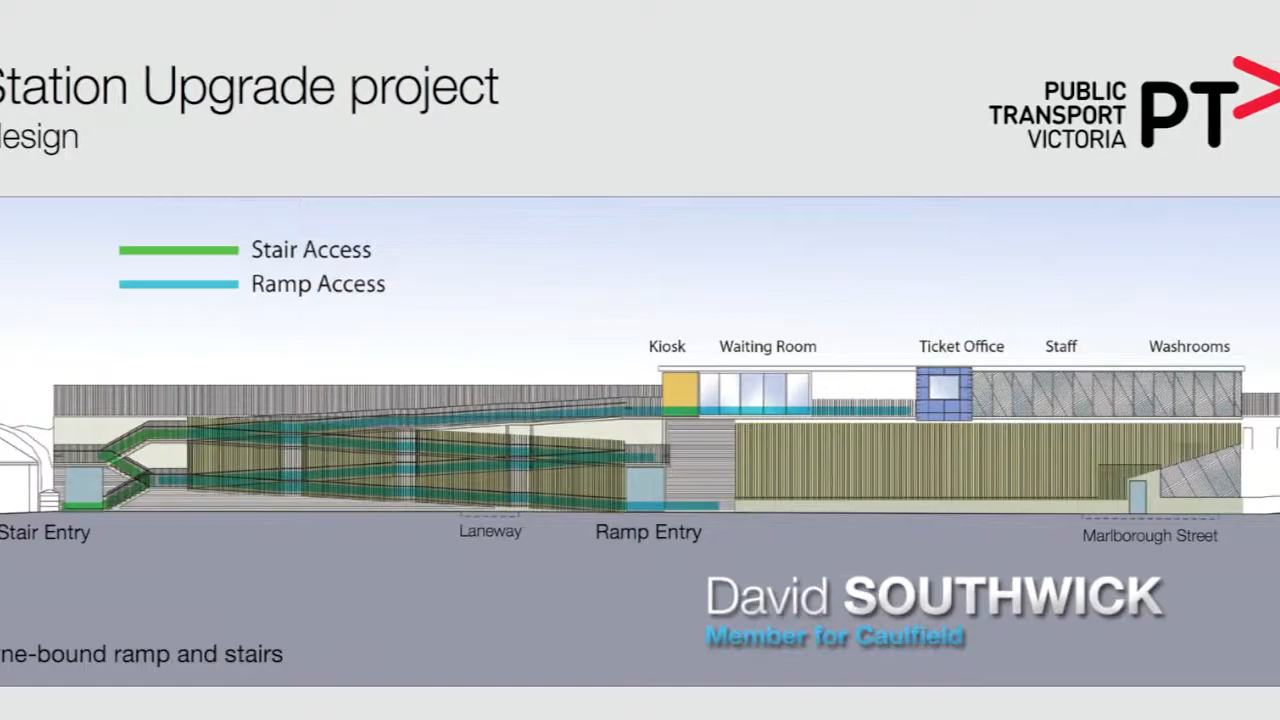 Station Upgrade project
design
PUBLIC
TRANSPORT
VICTORIA
PT
Stair Access
Ramp Access
Kiosk
Waiting Room
Ticket Office
Staff
Washrooms
Stair Entry
Laneway
Ramp Entry
Marlborough Street
David SOUTHWICK
Member for Caulfield
ne-bound ramp and stairs